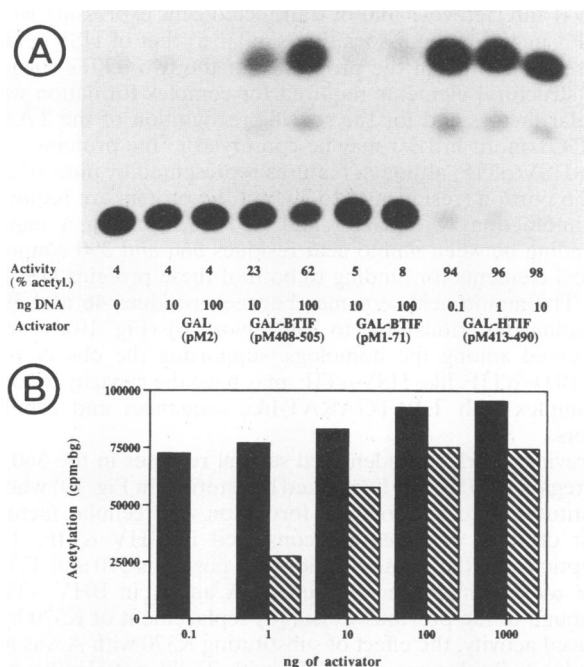 A
Activity 4 5 4 23 62 5 8 94 96 98
(% acetyl.)
ng DNA 0 10 100 10 100 10 100 0.1 1 10
Activator GAL GAL-BTIF GAL-BTIF GAL-HTIF
(pM2) (pM408-505) (pM1-71) (pM413-490)
B
100000
75000
50000
25000
0
Acetylation (cpm-bg)
0.1 1 10 100 1000
ng of activator